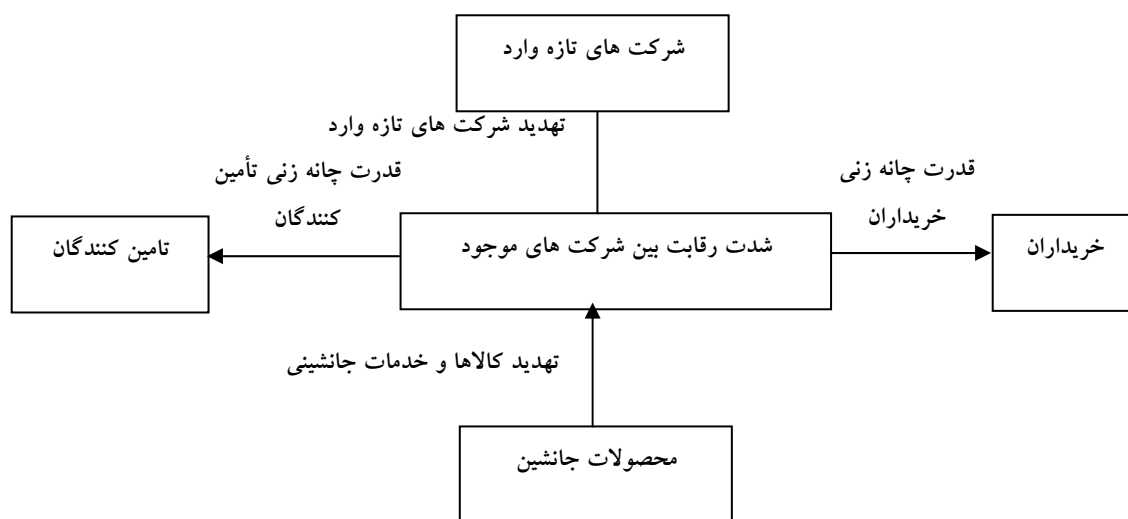 شرکت های تازه وارد
تهدید شرکت های تازه وارد
قدرت چانه زنی
خریداران
قدرت چانه زنی تأمین
کنندگان
خریداران
شدت رقابت بین شرکت های موجود
تامین کنندگان
تهدید کالاها و خدمات جانشینی
محصولات جانشین